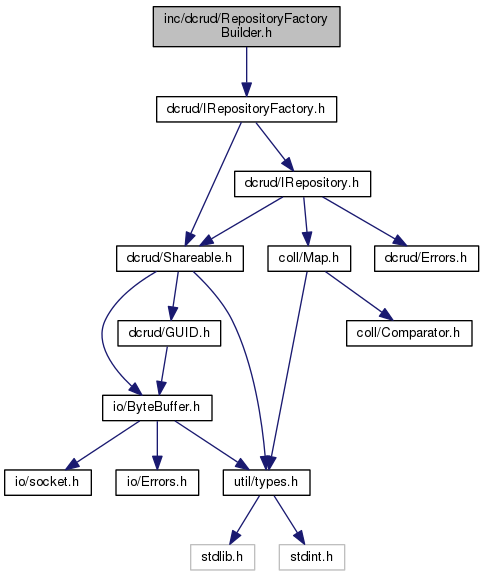 inc/dcrud/RepositoryFactory
Builder.h
dcrud/IRepositoryFactory.h
dcrud/IRepository.h
dcrud/Shareable.h
coll/Map.h
dcrud/Errors.h
dcrud/GUID.h
coll/Comparator.h
io/ByteBuffer.h
io/socket.h
io/Errors.h
util/types.h
stdlib.h
stdint.h